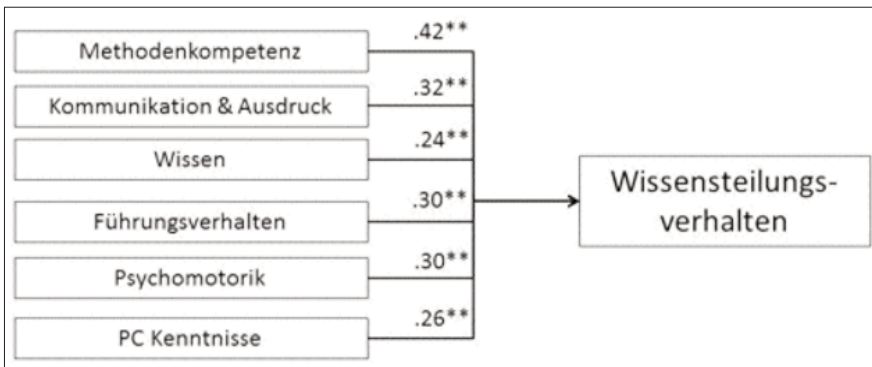 Methodenkompetenz .42**
Kommunikation & Ausdruck .32**
Wissen .24**
Führungsverhalten .30**
Psychomotorik .30**
PC Kenntnisse .26**
Wissensteilungs-
verhalten